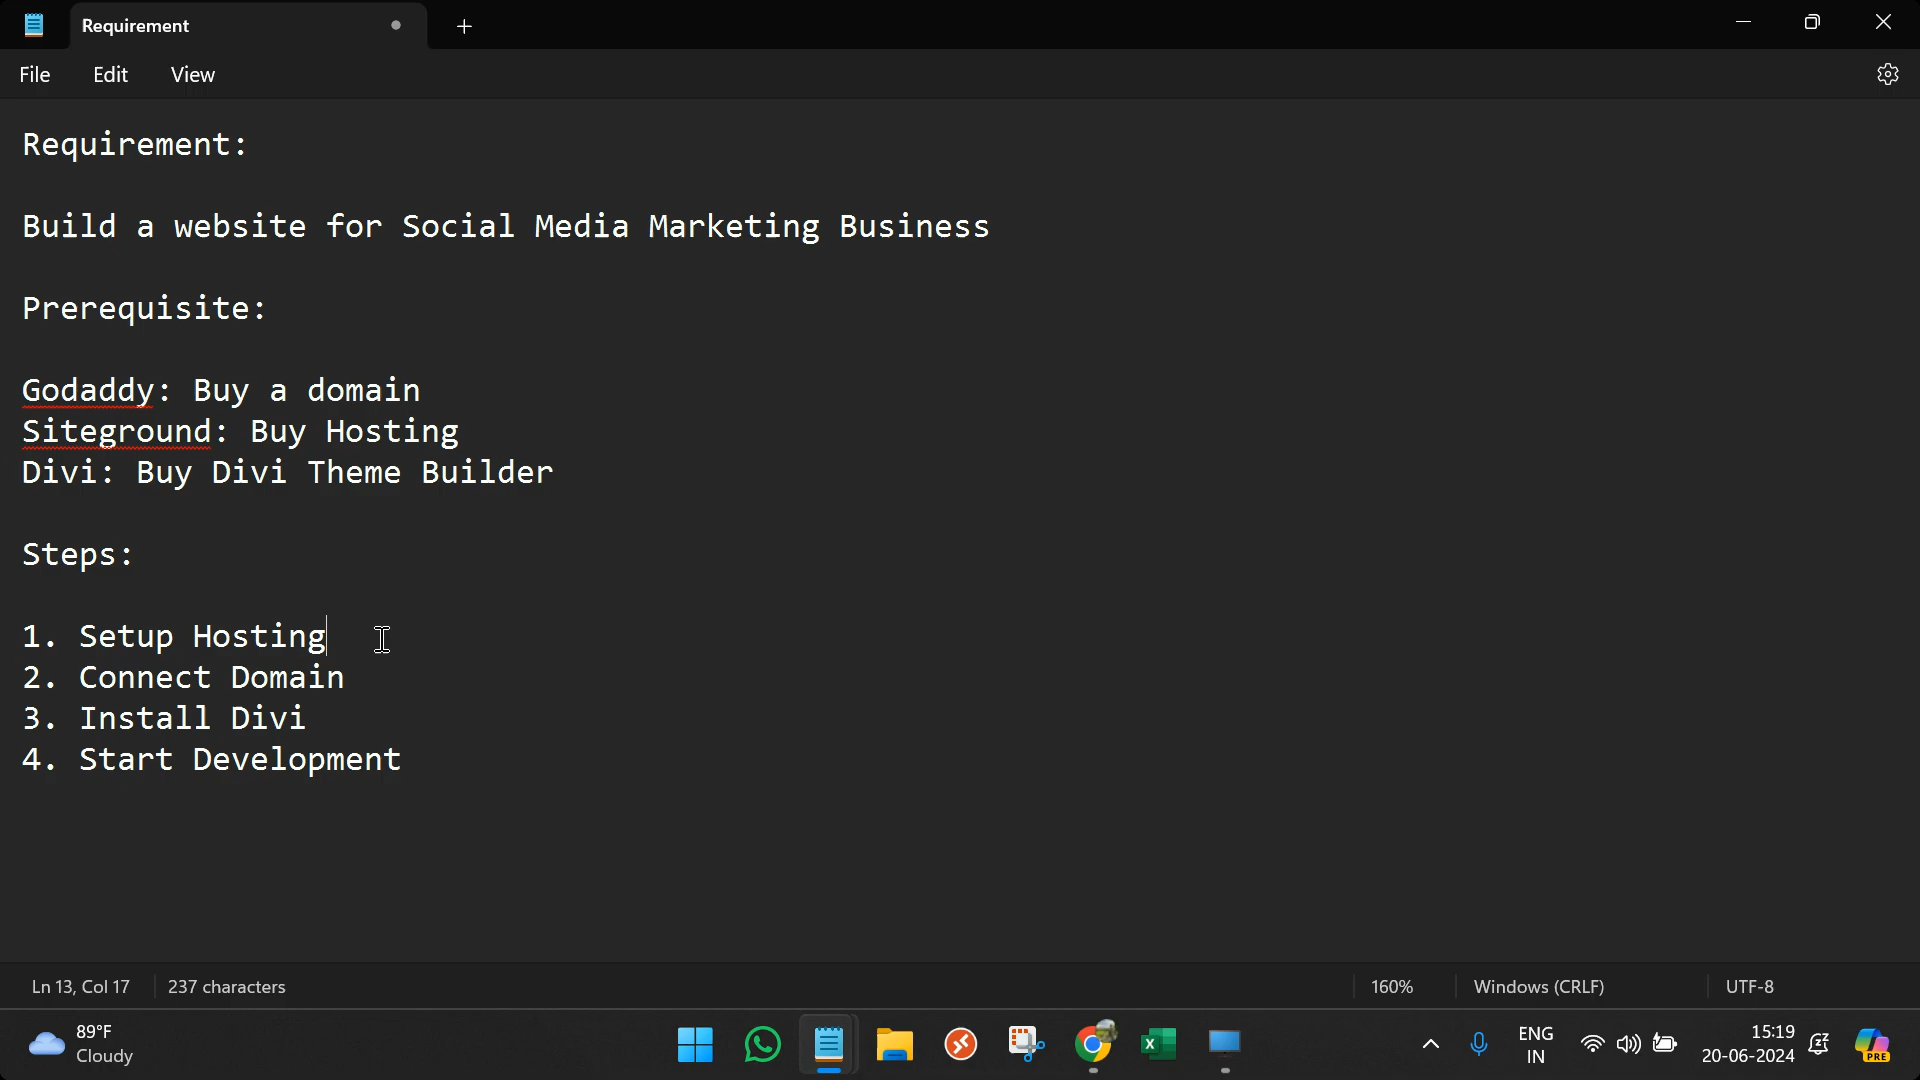 Requirement
File Edit View
Requirement:
Build a website for Social Media Marketing Business
Prerequisite:
Godaddy: Buy a domain
Siteground: Buy Hosting
Divi: Buy Divi Theme Builder
Steps:
1. Setup Hosting
2. Connect Domain
3. Install Divi
4. Start Development
Ln 13, Col 17 237 characters 160% Windows (CRLF) UTF-8
89°F ENG 15:19
Cloudy IN 20-06-2024
PRE